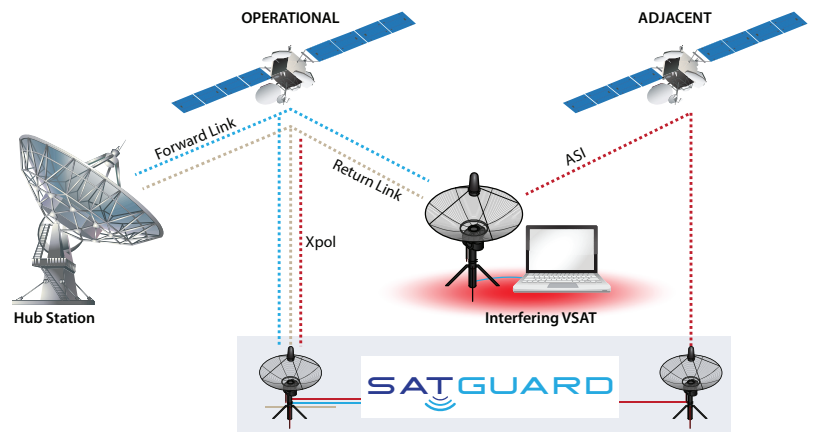 OPERATIONAL
ADJACENT
Forward Link
Return Link
ASI
Xpol
Hub Station
Interfering VSAT
SATGUARD